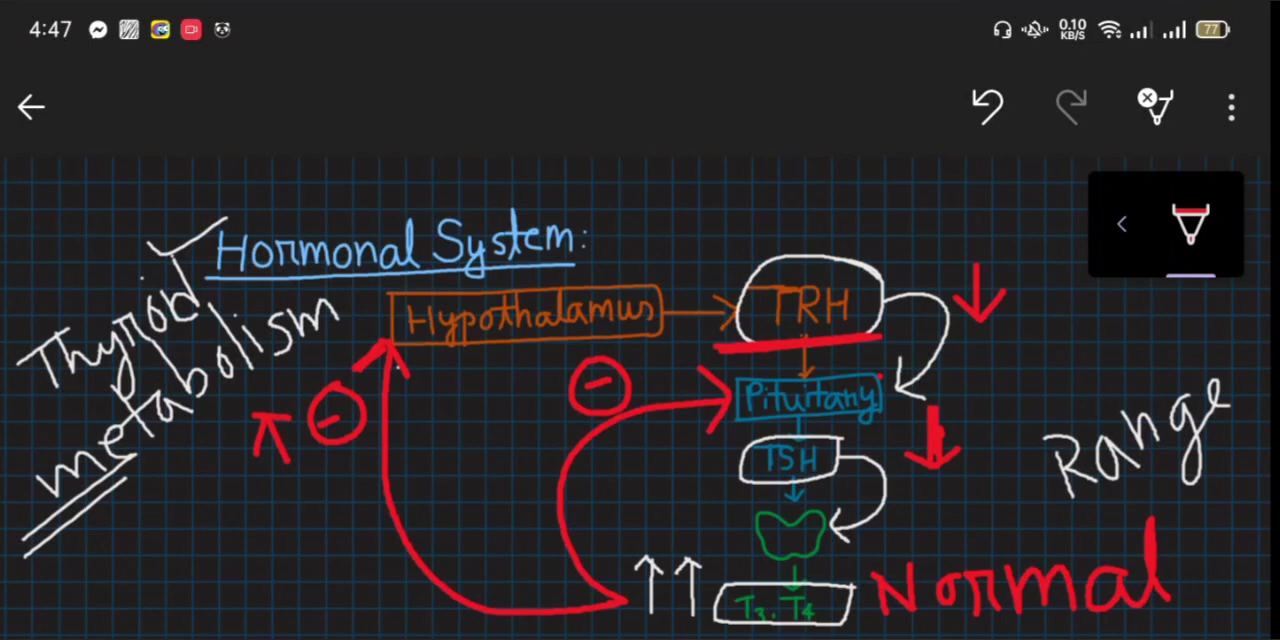 4:47
0.10
KB/S
77
Hormonal System:
Thyroid
metabolism
Hypothalamus
TRH
Pituitary
TSH
T3. T4
Range
Normal